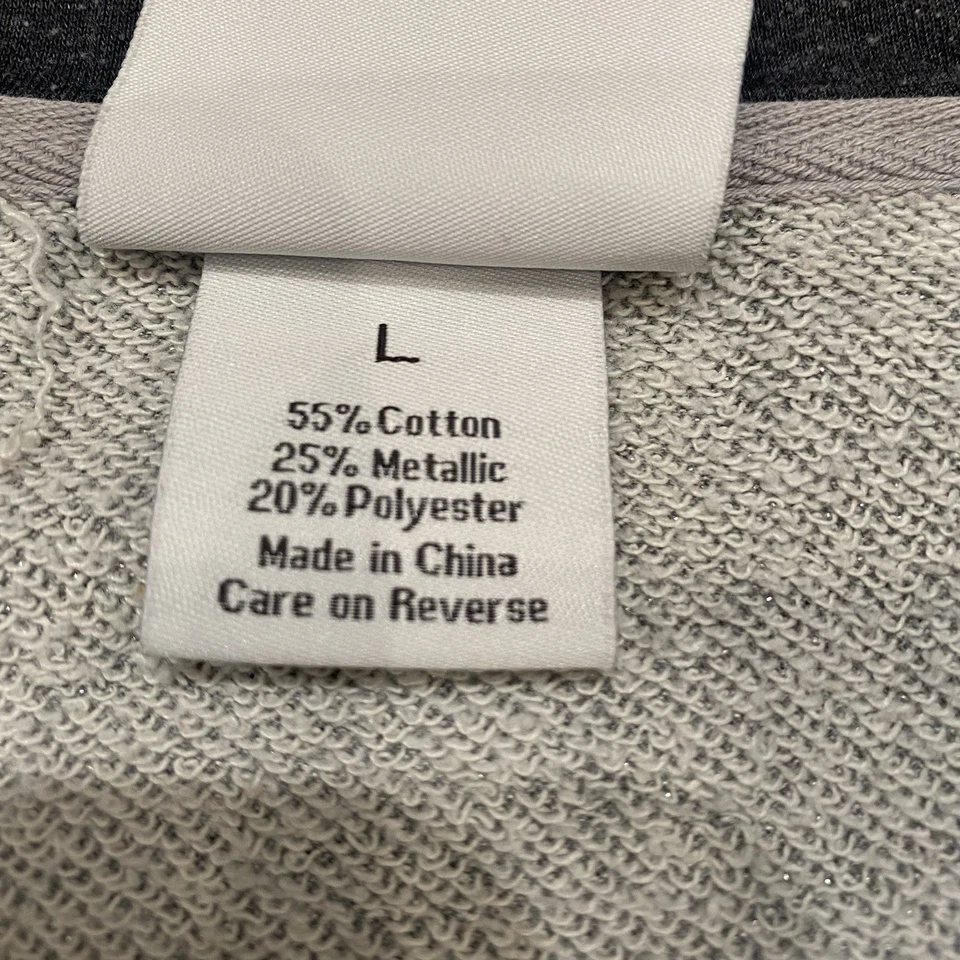 L
55% Cotton
25% Metallic
20% Polyester
Made in China
Care on Reverse